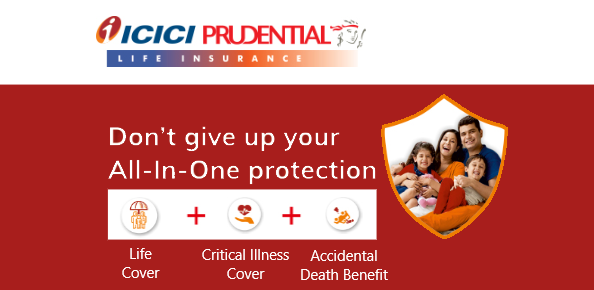 ICICI PRUDENTIAL
LIFE INSURANCE
Don't give up your
All-In-One protection
+ +
Life
Cover
Critical Illness
Cover
Accidental
Death Benefit